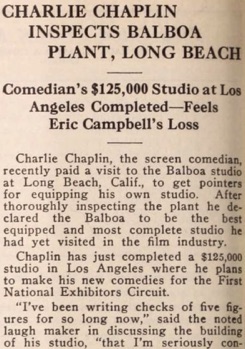 CHARLIE CHAPLIN
INSPECTS BALBOA
PLANT, LONG BEACH
Comedian's $125,000 Studio at Los
Angeles Completed—Feels
Eric Campbell's Loss
Charlie Chaplin, the screen comedian,
recently paid a visit to the Balboa studio
at Long Beach, Calif., to get pointers
for equipping his own studio. After
thoroughly inspecting the plant he de-
clared the Balboa to be the best
equipped and most complete studio he
had yet visited in the film industry.
Chaplin has just completed a $125,000
studio in Los Angeles where he plans
to make his new comedies for the First
National Exhibitors Circuit.
"I've been writing checks of five fig-
ures for so long now," said the noted
laugh maker in discussing the building
of his studio, "that I'm seriously con-